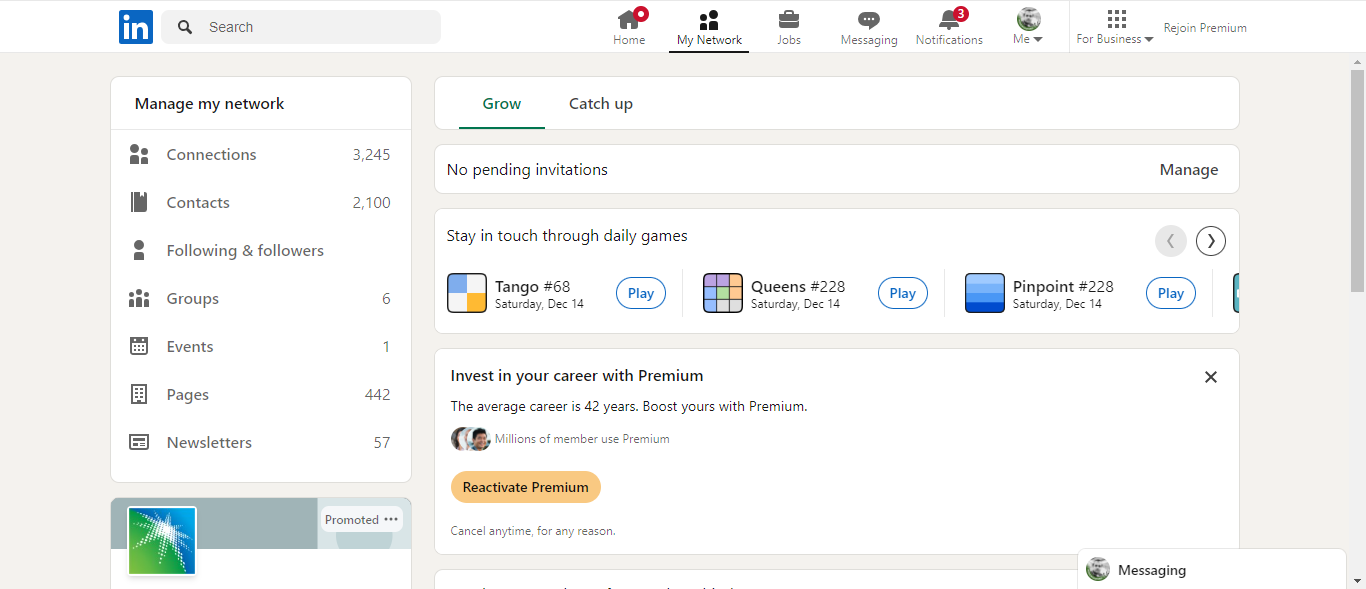 in
Search
Home
My Network
Jobs
Messaging
3
Notifications
Me
For Business
Rejoin Premium
Manage my network
Connections 3,245
Contacts 2,100
Following & followers
Groups 6
Events 1
Pages 442
Newsletters 57
Promoted
Grow
Catch up
No pending invitations
Manage
Stay in touch through daily games
Tango #68
Saturday, Dec 14
Play
Queens #228
Saturday, Dec 14
Play
Pinpoint #228
Saturday, Dec 14
Play
Invest in your career with Premium
The average career is 42 years. Boost yours with Premium.
Millions of member use Premium
Reactivate Premium
Cancel anytime, for any reason.
Messaging